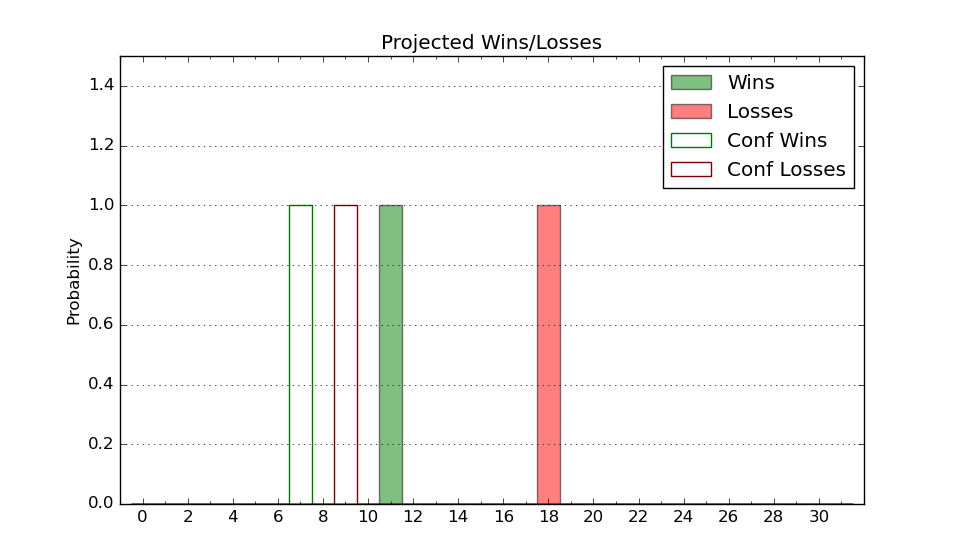 Projected Wins/Losses
Wins
Losses
Conf Wins
Conf Losses
Probability
1.4
1.2
1.0
0.8
0.6
0.4
0.2
0.0
0 2 4 6 8 10 12 14 16 18 20 22 24 26 28 30